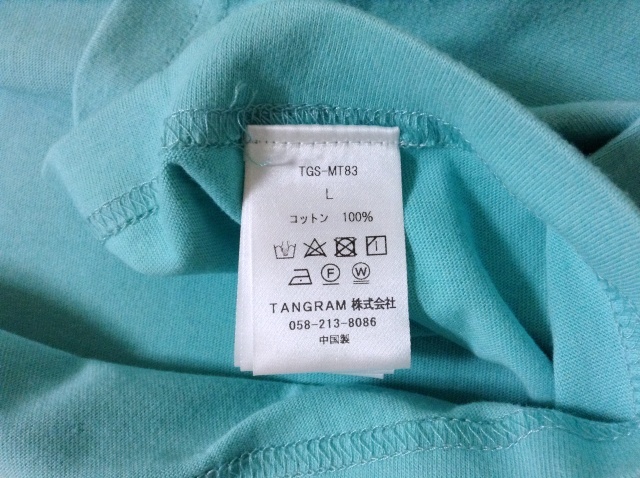 TGS-MT83
L
コットン 100%
F W
TANGRAM 株式会社
058-213-8086
中国製